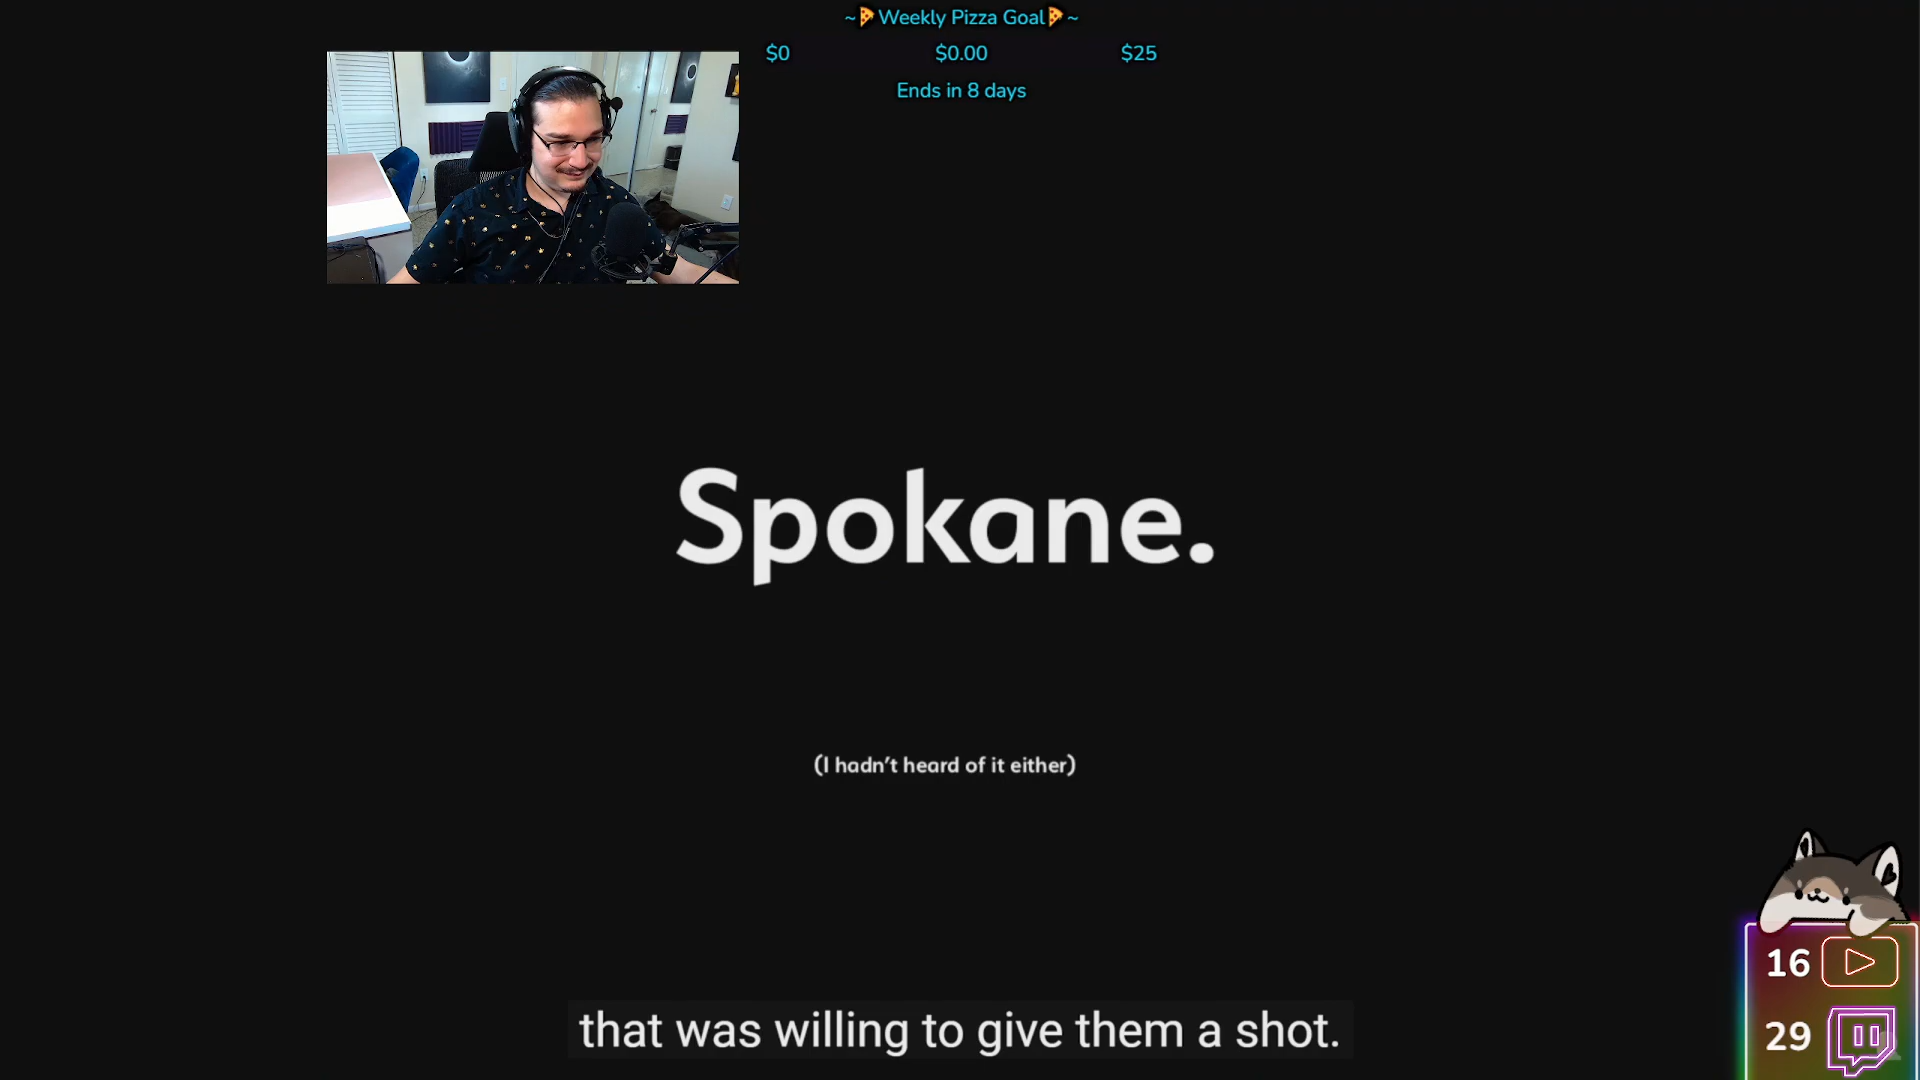 ~🍕Weekly Pizza Goal🍕~
$0 $0.00 $25
Ends in 8 days
Spokane.
(I hadn't heard of it either)
that was willing to give them a shot.
16
29